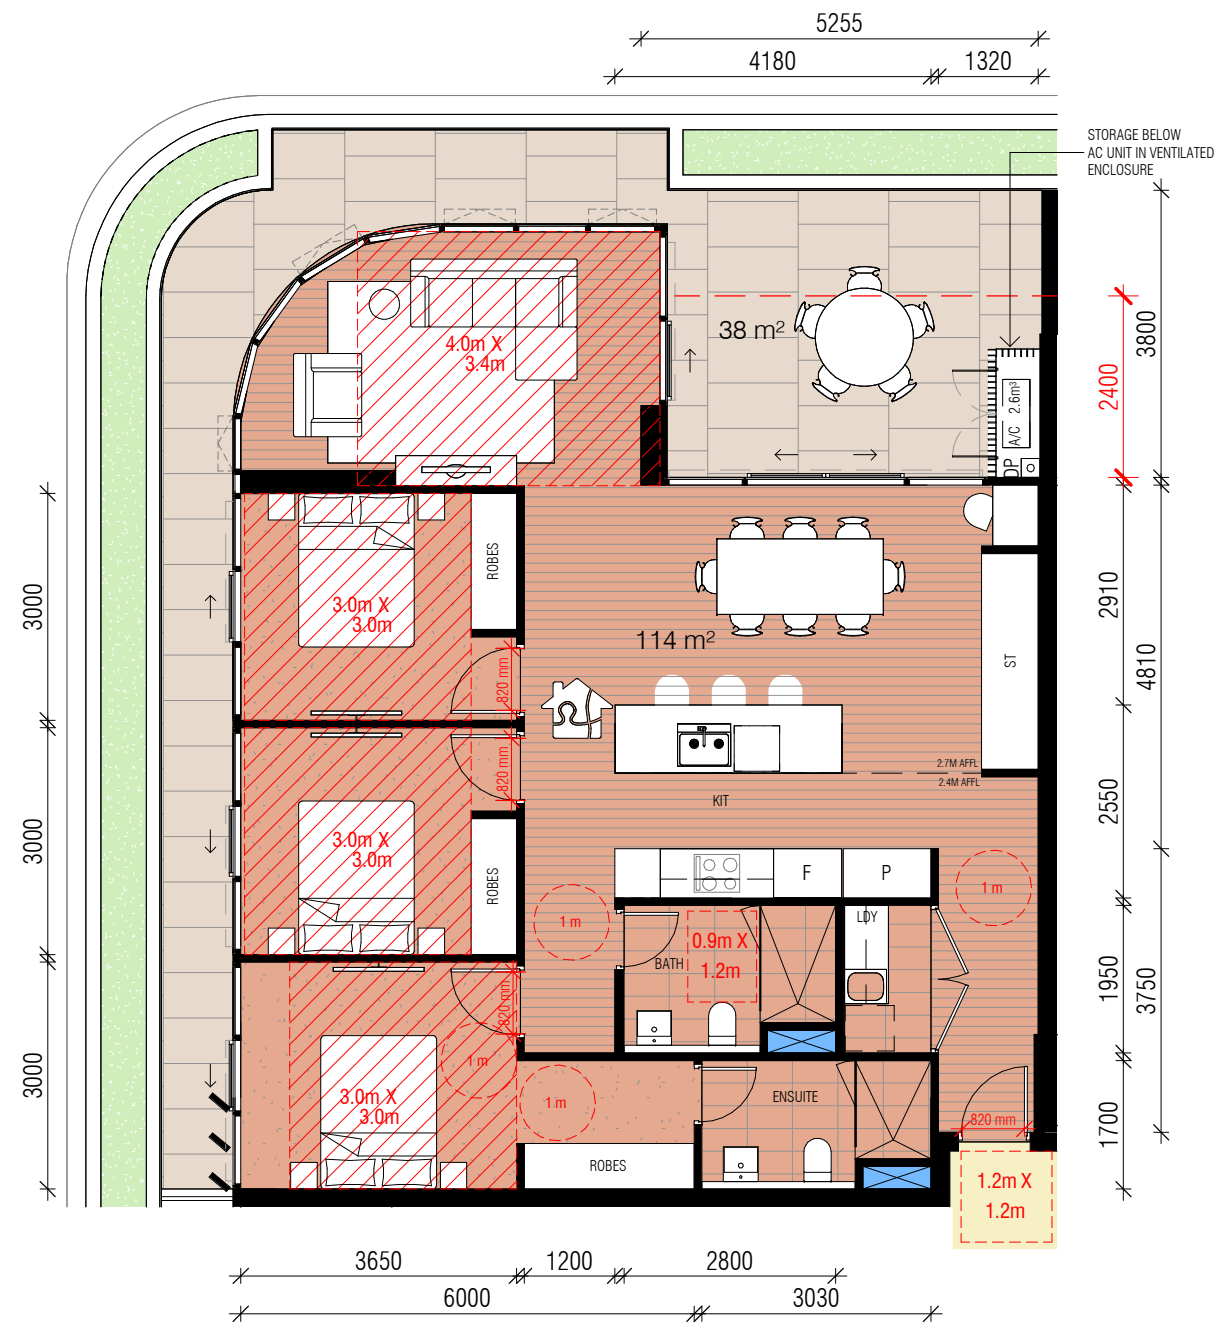 5255
4180
1320
STORAGE BELOW
AC UNIT IN VENTILATED
ENCLOSURE
38 m²
4.0m X
3.4m
3800
2400
A/C 2.6m³
DP
ROBES
3.0m X
3.0m
3000
820 mm
114 m²
ST
2910
4810
2.7M AFFL
2.4M AFFL
KIT
820 mm
3.0m X
3.0m
3000
ROBES
2550
F
P
1 m
1 m
LDY
0.9m X
1.2m
BATH
1950
3750
820 mm
1 m
1 m
3.0m X
3.0m
3000
ENSUITE
820 mm
1700
ROBES
1.2m X
1.2m
3650
1200
2800
6000
3030